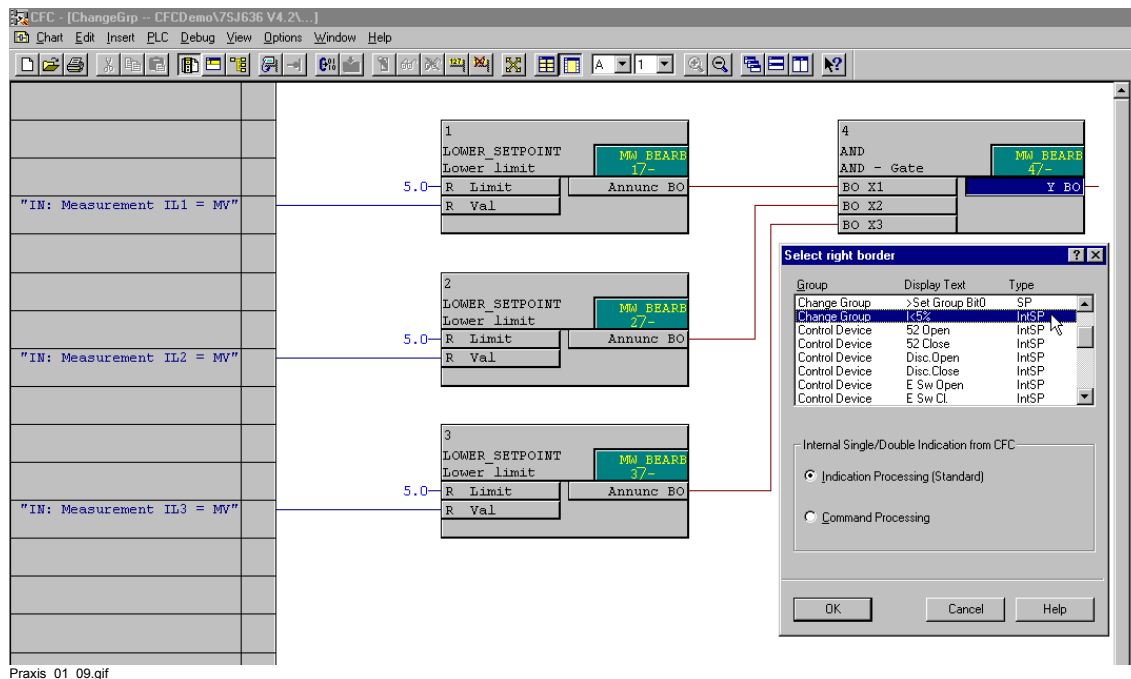 CFC - [ChangeGrp -- CFCDemo\7SJ636 V4.2\...]
Chart Edit Insert PLC Debug View Options Window Help
A 1
1
LOWER_SETPOINT
Lower limit
MW_BEARB
17-
5.0
R Limit
Annunc BO
"IN: Measurement IL1 = MV"
R Val
4
AND
AND - Gate
MW_BEARB
47-
BO X1
Y BO
BO X2
BO X3
2
LOWER_SETPOINT
Lower limit
MW_BEARB
27-
5.0
R Limit
Annunc BO
"IN: Measurement IL2 = MV"
R Val
3
LOWER_SETPOINT
Lower limit
MW_BEARB
37-
5.0
R Limit
Annunc BO
"IN: Measurement IL3 = MV"
R Val
Select right border
Group Display Text Type
Change Group >Set Group Bit0 SP
Change Group I<5% IntSP
Control Device 52 Open IntSP
Control Device 52 Close IntSP
Control Device Disc.Open IntSP
Control Device Disc.Close IntSP
Control Device E Sw Open IntSP
Control Device E Sw Cl. IntSP
Internal Single/Double Indication from CFC
Indication Processing (Standard)
Command Processing
OK Cancel Help
Praxis_01_09.gif